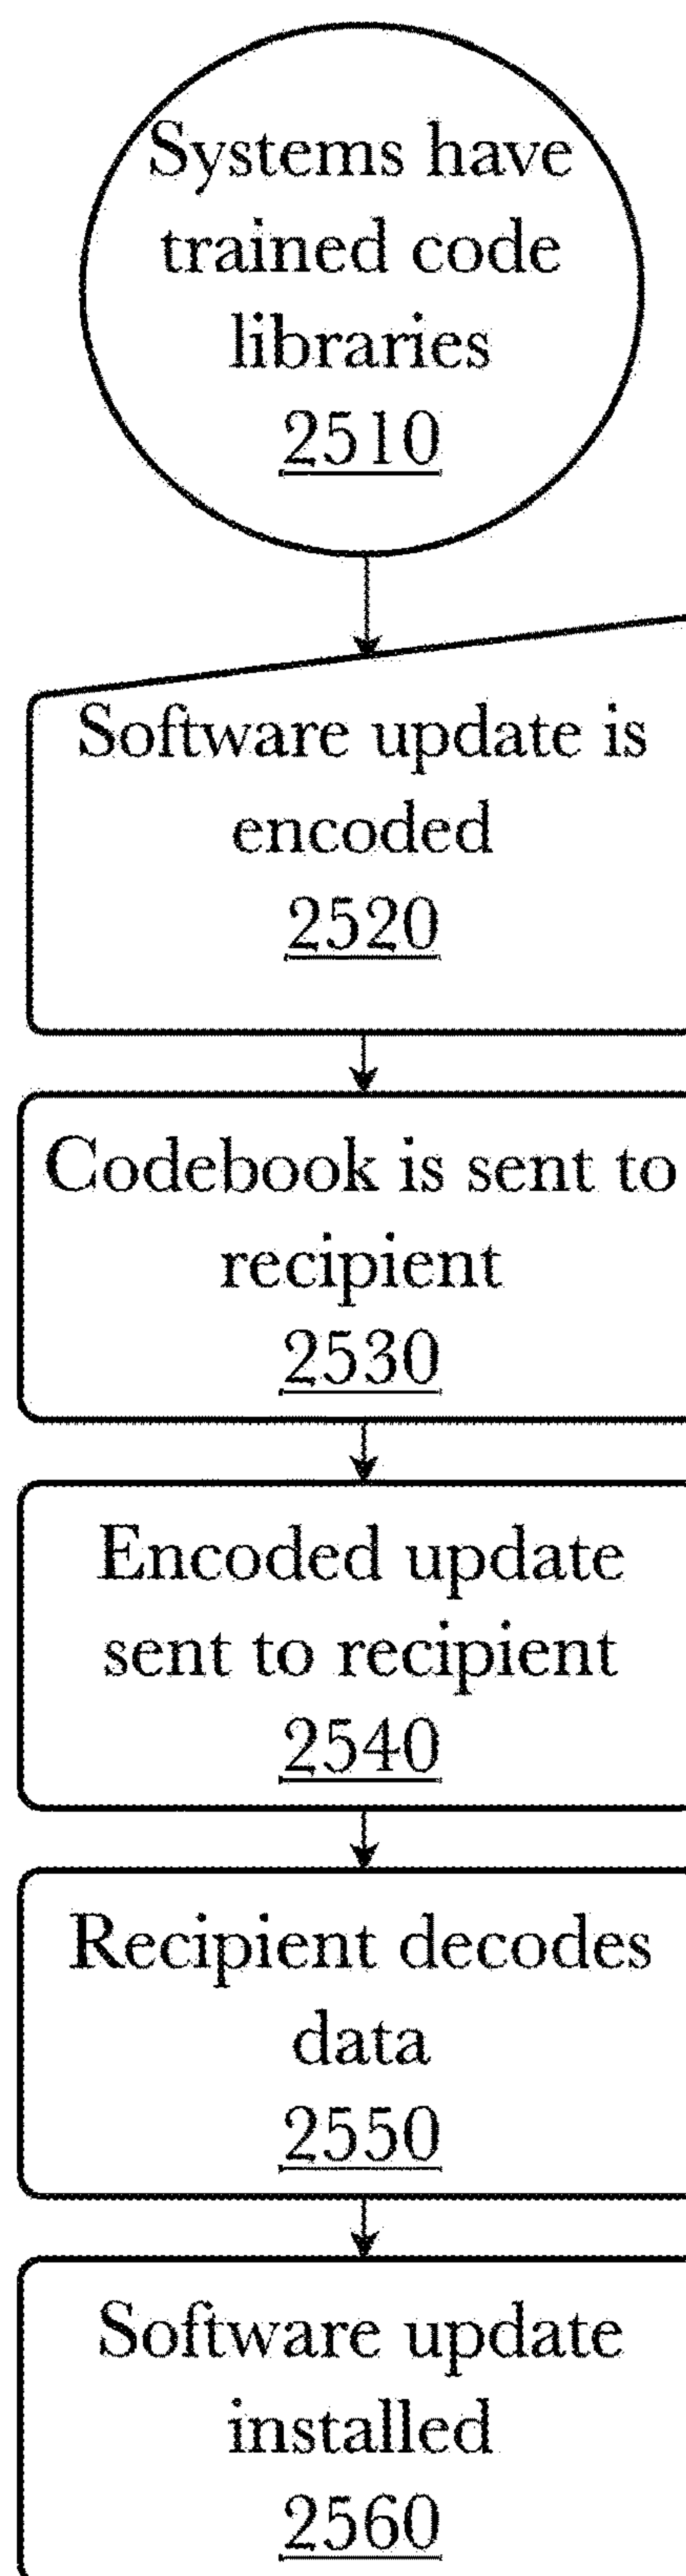 Systems have
trained code
libraries
2510
Software update is
encoded
2520
Codebook is sent to
recipient
2530
Encoded update
sent to recipient
2540
Recipient decodes
data
2550
Software update
installed
2560